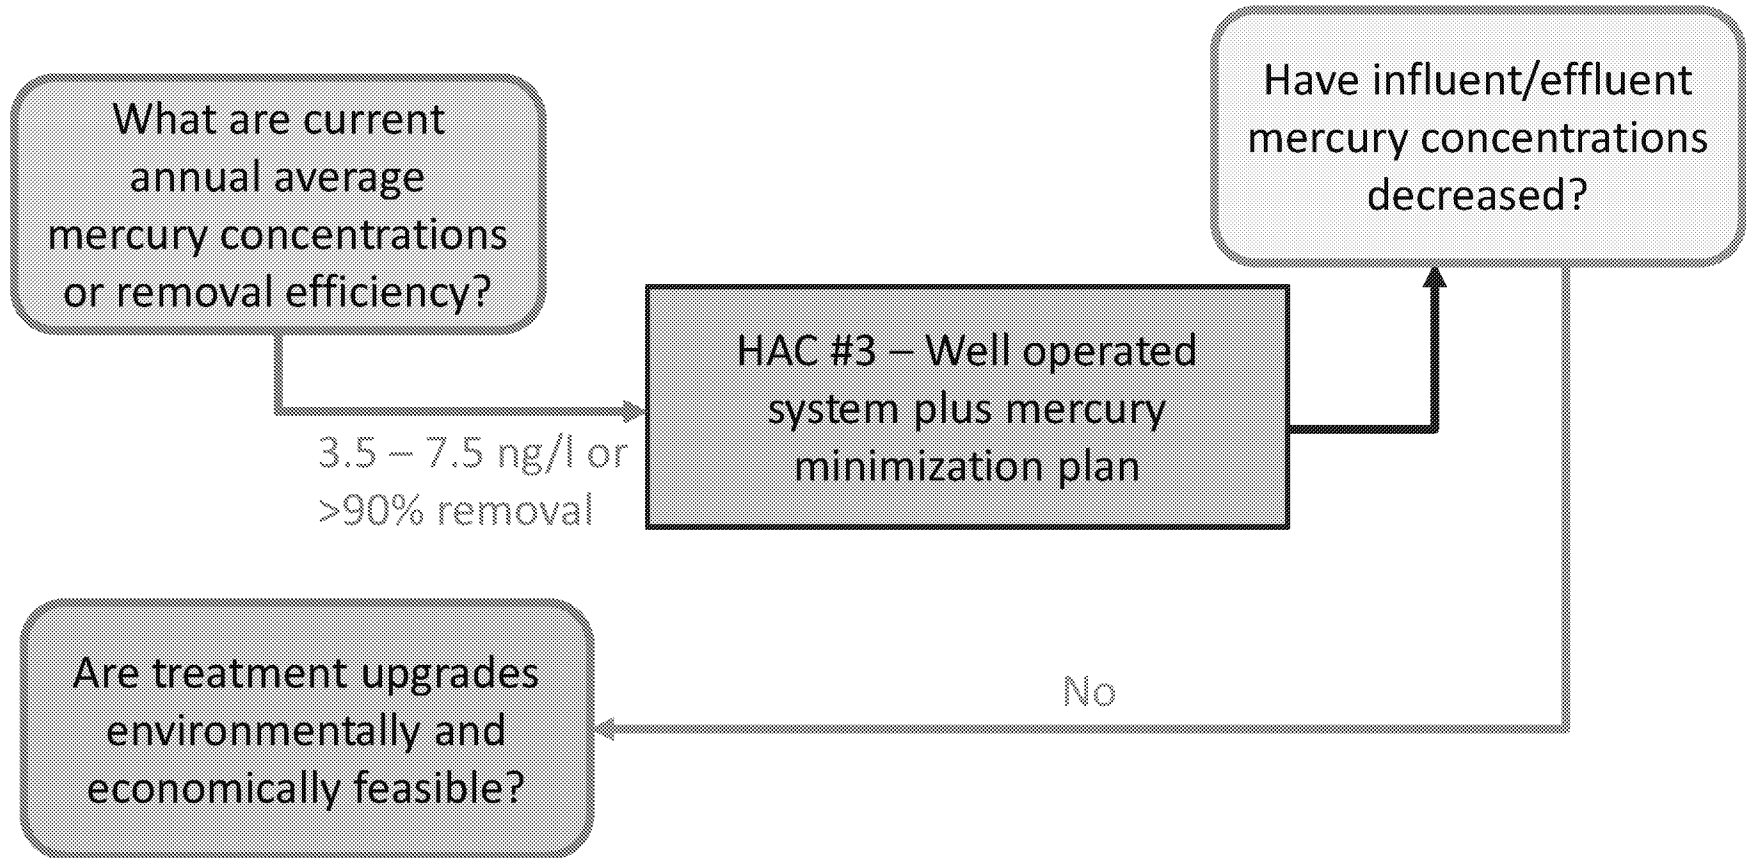 What are current
annual average
mercury concentrations
or removal efficiency?
Have influent/effluent
mercury concentrations
decreased?
HAC #3 – Well operated
system plus mercury
minimization plan
3.5 – 7.5 ng/l or
>90% removal
Are treatment upgrades
environmentally and
economically feasible?
No